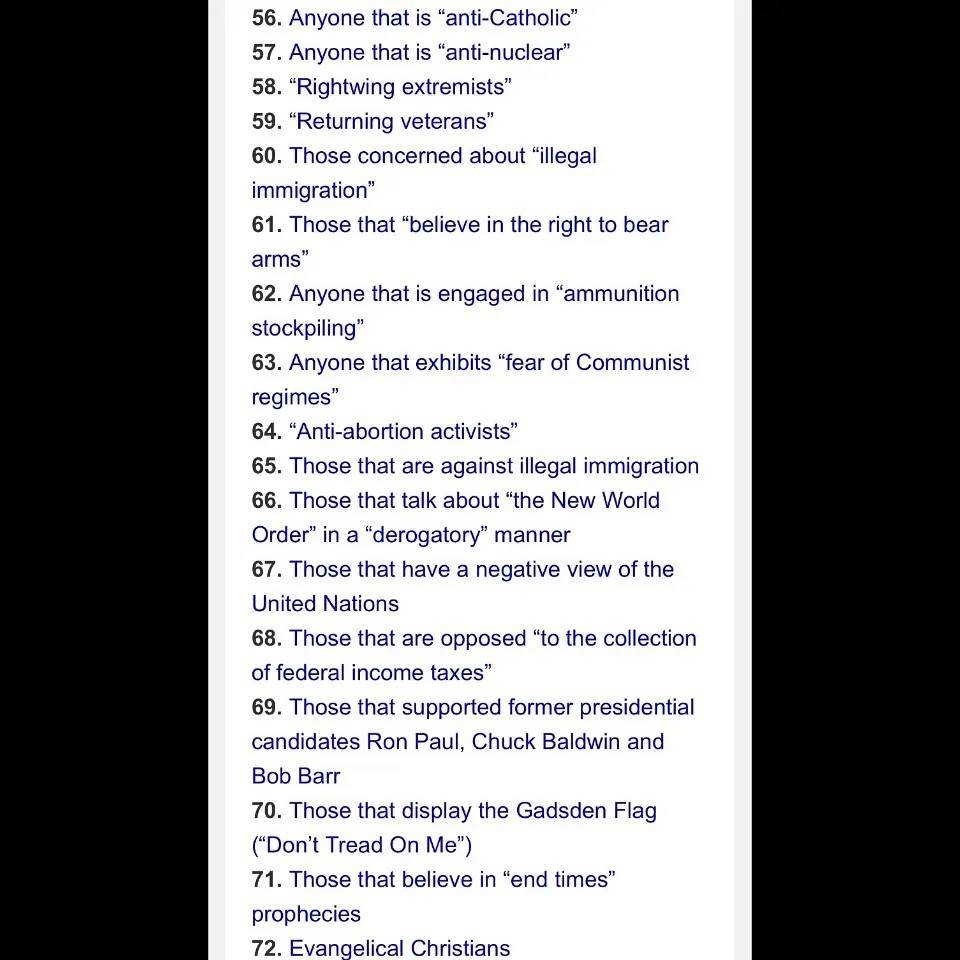 56. Anyone that is “anti-Catholic”
57. Anyone that is “anti-nuclear”
58. “Rightwing extremists”
59. “Returning veterans”
60. Those concerned about “illegal
immigration”
61. Those that “believe in the right to bear
arms”
62. Anyone that is engaged in “ammunition
stockpiling”
63. Anyone that exhibits “fear of Communist
regimes”
64. “Anti-abortion activists”
65. Those that are against illegal immigration
66. Those that talk about “the New World
Order” in a “derogatory” manner
67. Those that have a negative view of the
United Nations
68. Those that are opposed “to the collection
of federal income taxes”
69. Those that supported former presidential
candidates Ron Paul, Chuck Baldwin and
Bob Barr
70. Those that display the Gadsden Flag
(“Don’t Tread On Me”)
71. Those that believe in “end times”
prophecies
72. Evangelical Christians